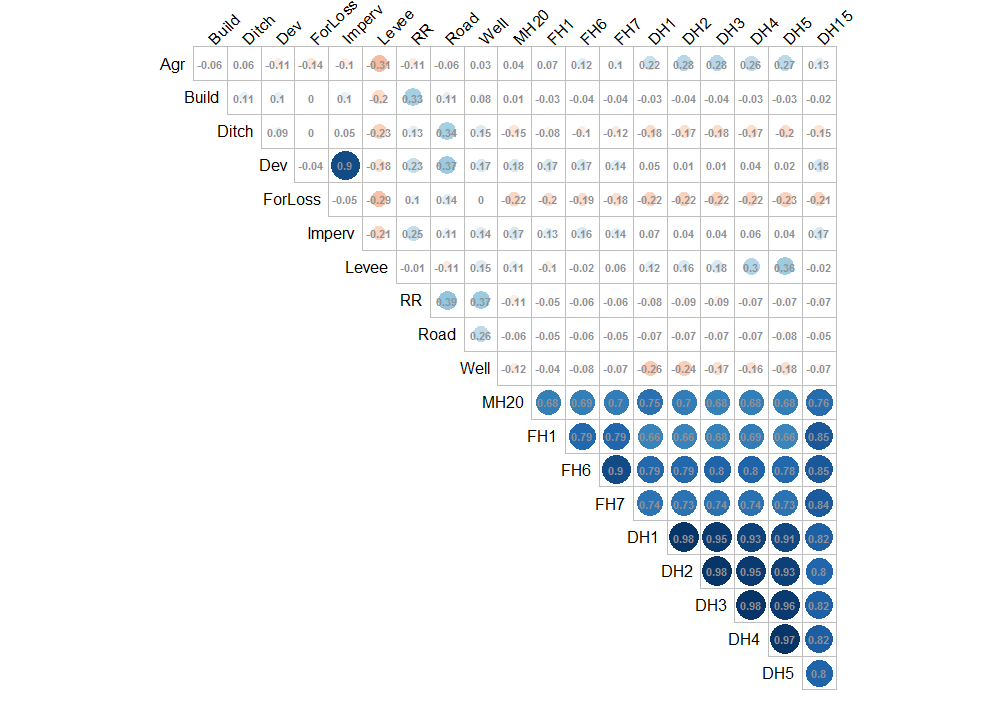 Build Ditch Dev ForLoss Imperv Levee RR Road Well MH20 FH1 FH6 FH7 DH1 DH2 DH3 DH4 DH5 DH15
Agr -0.06 0.06 -0.11 -0.14 -0.1 -0.31 -0.11 -0.06 0.03 0.04 0.07 0.12 0.1 0.22 0.28 0.28 0.26 0.27 0.13
Build 0.11 0.1 0 0.1 -0.2 0.33 0.11 0.08 0.01 -0.03 -0.04 -0.04 -0.03 -0.04 -0.04 -0.03 -0.03 -0.02
Ditch 0.09 0 0.05 -0.23 0.13 0.34 0.15 -0.15 -0.08 -0.1 -0.12 -0.18 -0.17 -0.18 -0.17 -0.2 -0.15
Dev -0.04 0.9 -0.18 0.23 0.37 0.17 0.18 0.17 0.17 0.14 0.05 0.01 0.01 0.04 0.02 0.18
ForLoss -0.05 -0.29 0.1 0.14 0 -0.22 -0.2 -0.19 -0.18 -0.22 -0.22 -0.22 -0.22 -0.23 -0.21
Imperv -0.21 0.25 0.11 0.14 0.17 0.13 0.16 0.14 0.07 0.04 0.04 0.06 0.04 0.17
Levee -0.01 -0.11 0.15 0.11 -0.1 -0.02 0.06 0.12 0.16 0.18 0.3 0.36 -0.02
RR 0.39 0.37 -0.11 -0.05 -0.06 -0.06 -0.08 -0.09 -0.09 -0.07 -0.07 -0.07
Road 0.26 -0.06 -0.05 -0.06 -0.05 -0.07 -0.07 -0.07 -0.07 -0.08 -0.05
Well -0.12 -0.04 -0.08 -0.07 -0.26 -0.24 -0.17 -0.16 -0.18 -0.07
MH20 0.68 0.69 0.7 0.75 0.7 0.68 0.68 0.68 0.76
FH1 0.79 0.79 0.66 0.66 0.68 0.69 0.66 0.85
FH6 0.9 0.79 0.79 0.8 0.8 0.78 0.85
FH7 0.74 0.73 0.74 0.74 0.73 0.84
DH1 0.98 0.95 0.93 0.91 0.82
DH2 0.98 0.95 0.93 0.8
DH3 0.98 0.96 0.82
DH4 0.97 0.82
DH5 0.8